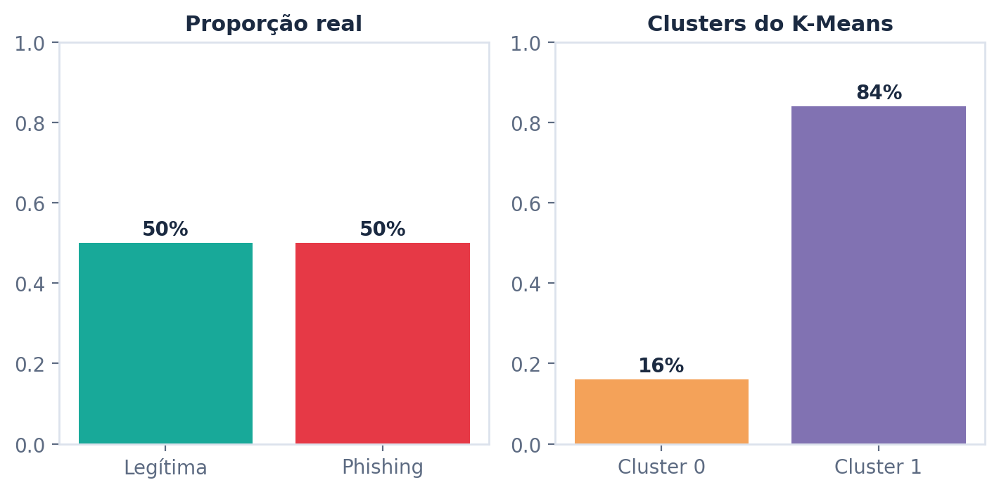 Proporção real
1.0
0.8
0.6
0.4
0.2
0.0
50%
50%
Legítima
Phishing
Clusters do K-Means
1.0
0.8
0.6
0.4
0.2
0.0
16%
84%
Cluster 0
Cluster 1